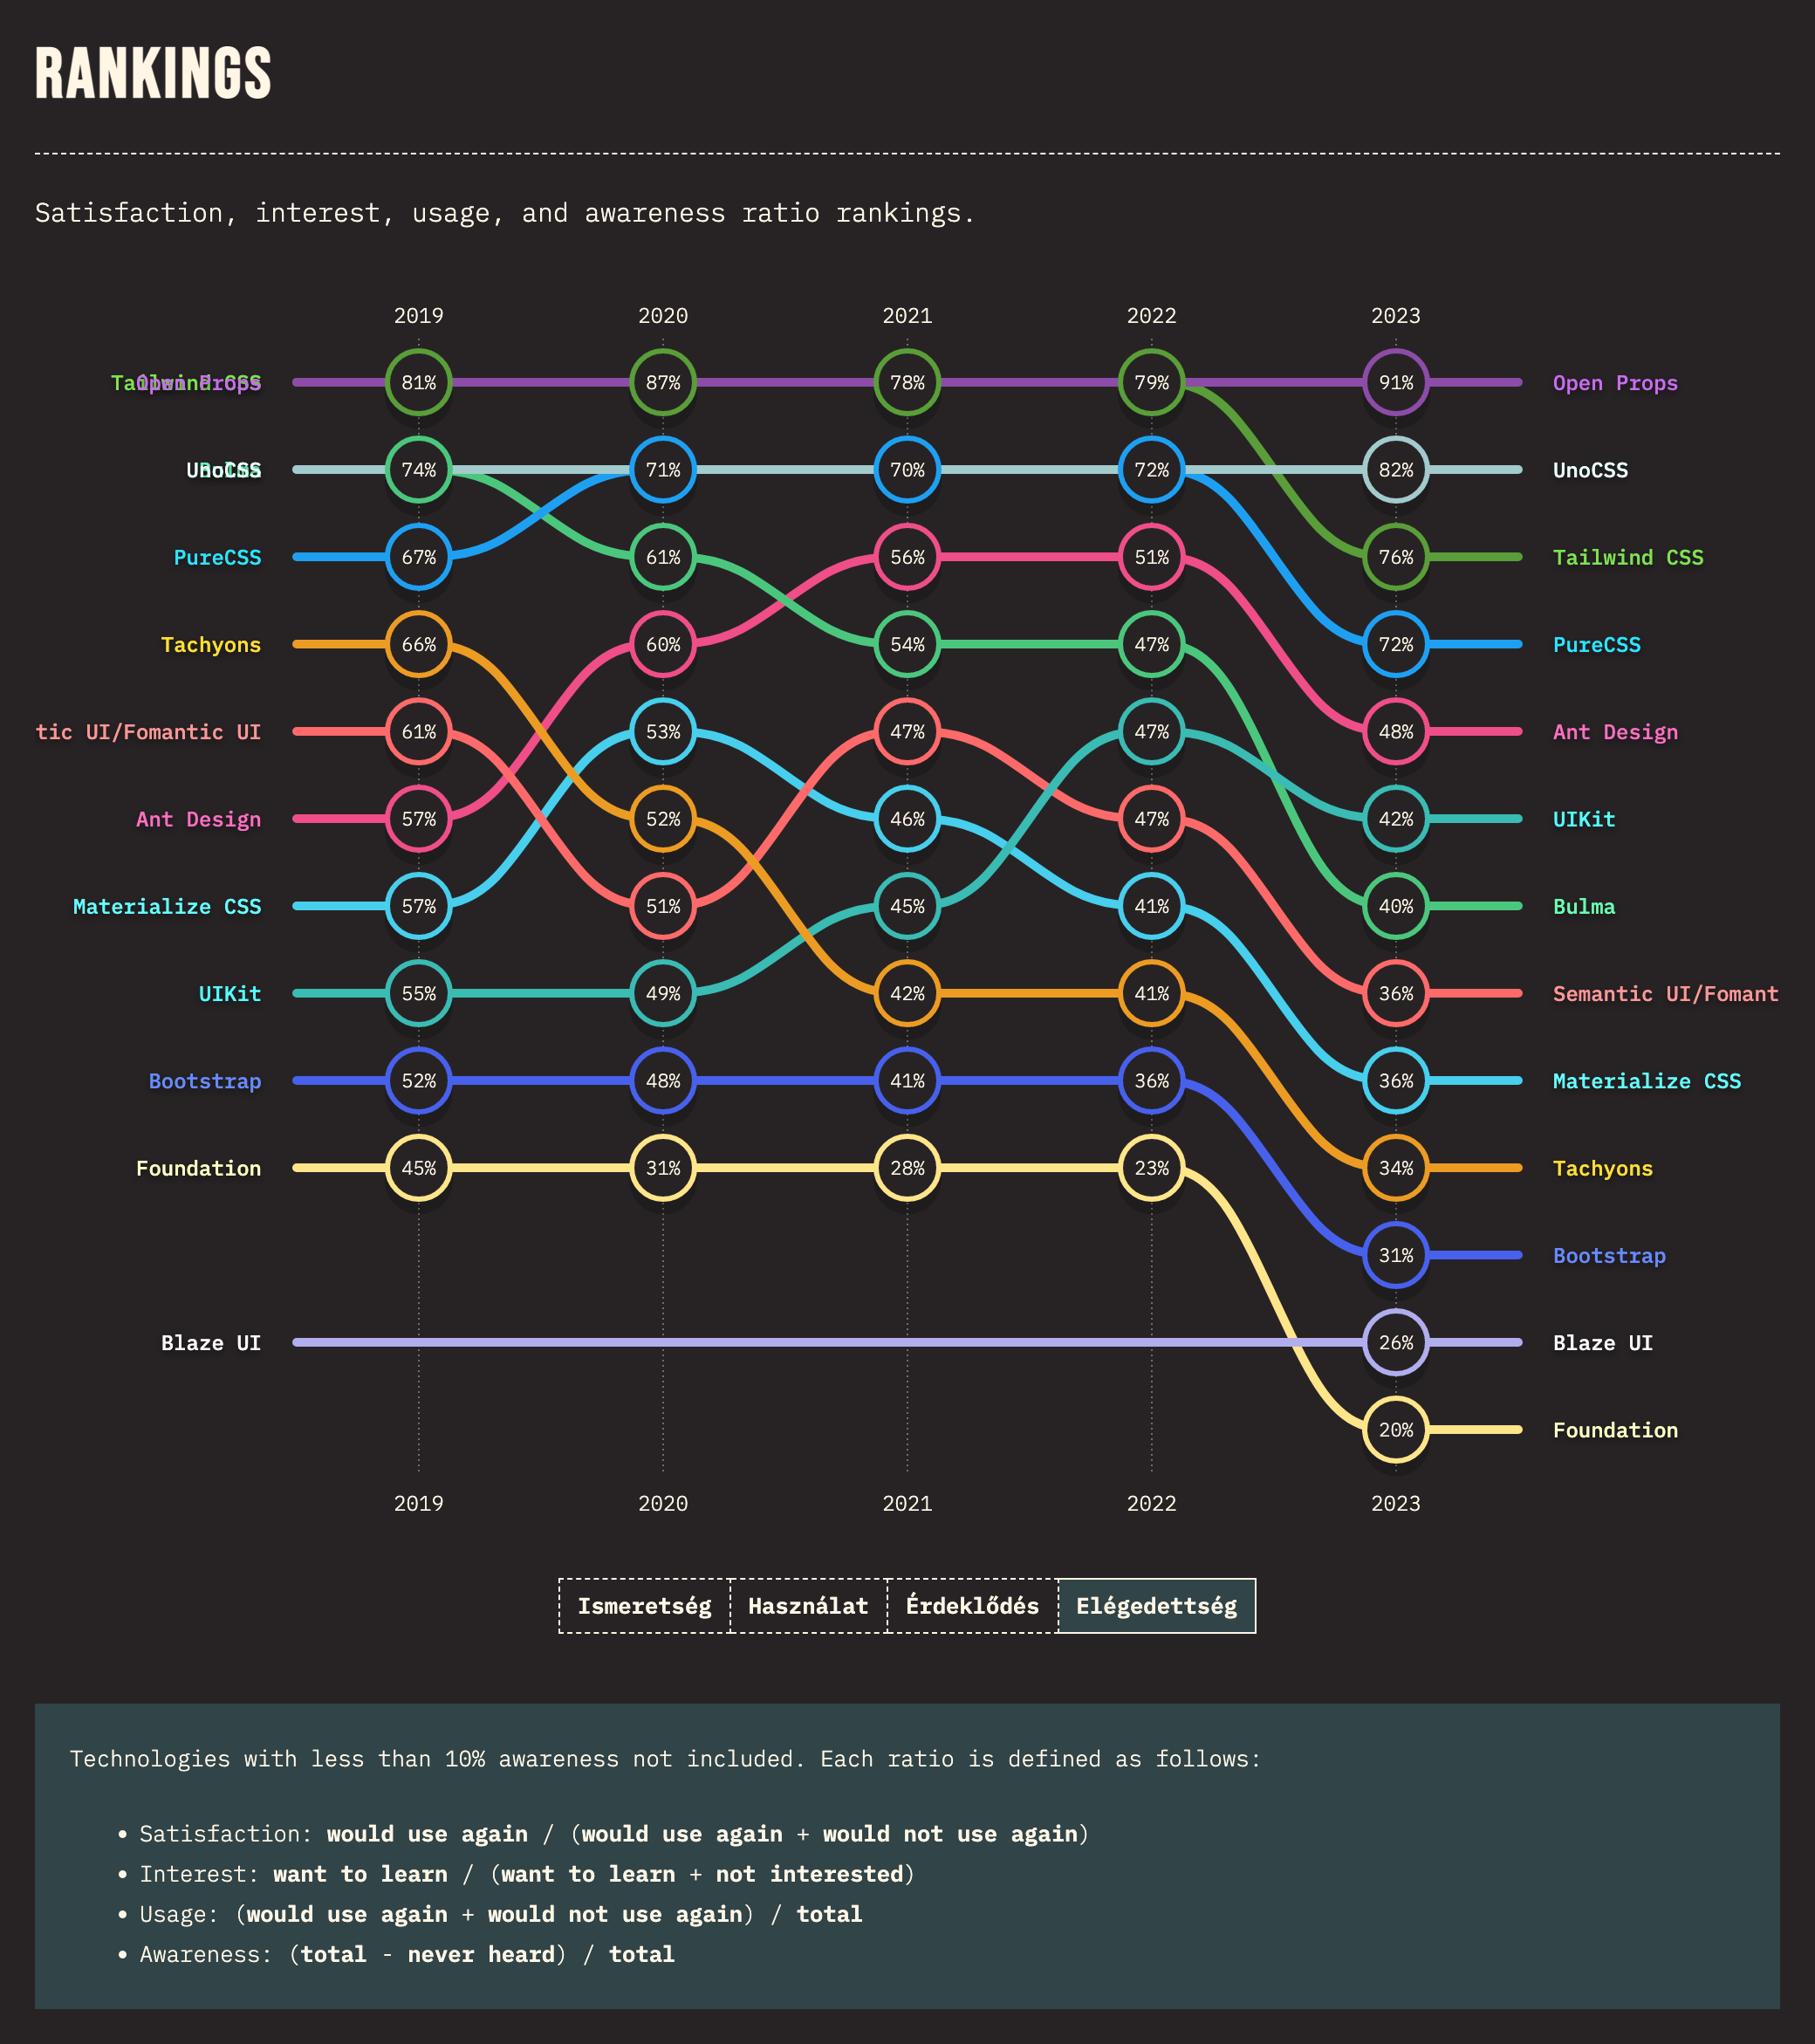 RANKINGS
Satisfaction, interest, usage, and awareness ratio rankings.
2019 2020 2021 2022 2023
Tailwind CSS Open Props 81% 87% 78% 79% 91% Open Props
UnoCSS Bulma 74% 71% 70% 72% 82% UnoCSS
PureCSS 67% 61% 56% 51% 76% Tailwind CSS
Tachyons 66% 60% 54% 47% 72% PureCSS
tic UI/Fomantic UI 61% 53% 47% 47% 48% Ant Design
Ant Design 57% 52% 46% 47% 42% UIKit
Materialize CSS 57% 51% 45% 41% 40% Bulma
UIKit 55% 49% 42% 41% 36% Semantic UI/Fomant
Bootstrap 52% 48% 41% 36% 36% Materialize CSS
Foundation 45% 31% 28% 23% 34% Tachyons
31% Bootstrap
Blaze UI 26% Blaze UI
20% Foundation
2019 2020 2021 2022 2023
Ismeretség Használat Érdeklődés Elégedettség
Technologies with less than 10% awareness not included. Each ratio is defined as follows:
• Satisfaction: would use again / (would use again + would not use again)
• Interest: want to learn / (want to learn + not interested)
• Usage: (would use again + would not use again) / total
• Awareness: (total - never heard) / total